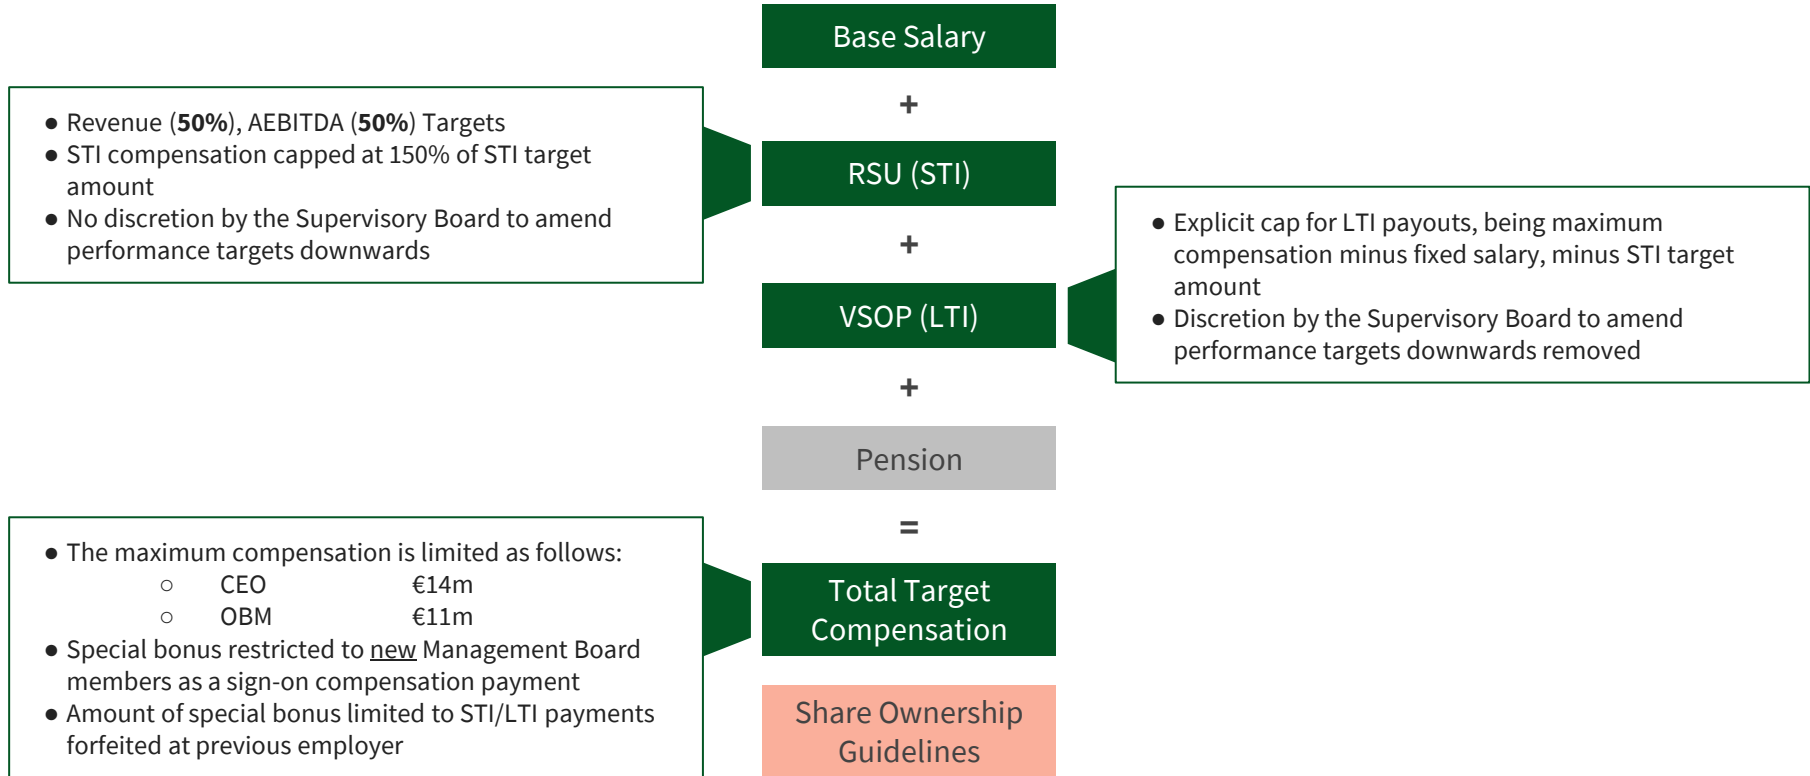 Base Salary
+
● Revenue (50%), AEBITDA (50%) Targets
● STI compensation capped at 150% of STI target
amount
● No discretion by the Supervisory Board to amend
performance targets downwards
RSU (STI)
+
● Explicit cap for LTI payouts, being maximum
compensation minus fixed salary, minus STI target
amount
● Discretion by the Supervisory Board to amend
performance targets downwards removed
VSOP (LTI)
+
Pension
=
● The maximum compensation is limited as follows:
○ CEO €14m
○ OBM €11m
● Special bonus restricted to new Management Board
members as a sign-on compensation payment
● Amount of special bonus limited to STI/LTI payments
forfeited at previous employer
Total Target
Compensation
Share Ownership
Guidelines